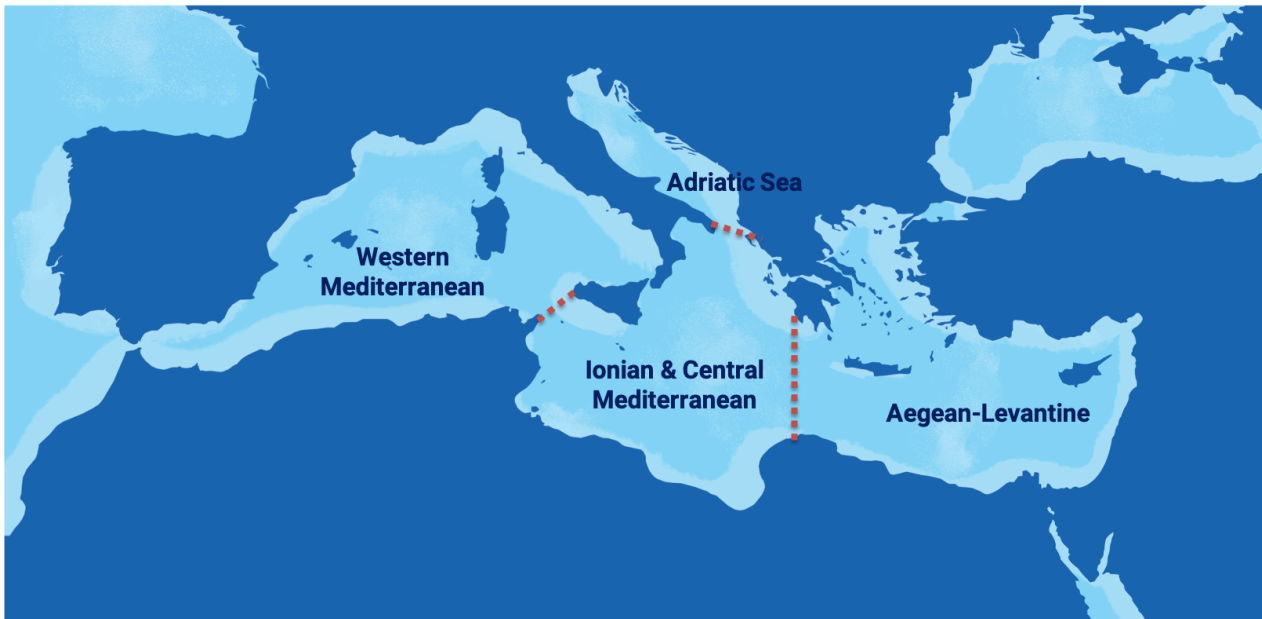 Adriatic Sea
Western
Mediterranean
Ionian & Central
Mediterranean
Aegean-Levantine